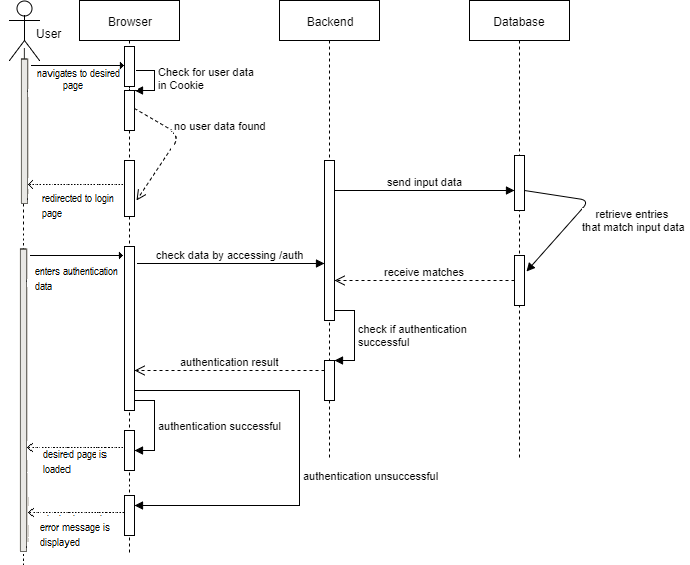 User
Browser
Backend
Database
navigates to desired
page
Check for user data
in Cookie
no user data found
redirected to login
page
send input data
retrieve entries
that match input data
enters authentication
data
check data by accessing /auth
receive matches
check if authentication
successful
authentication result
authentication successful
desired page is
loaded
authentication unsuccessful
error message is
displayed